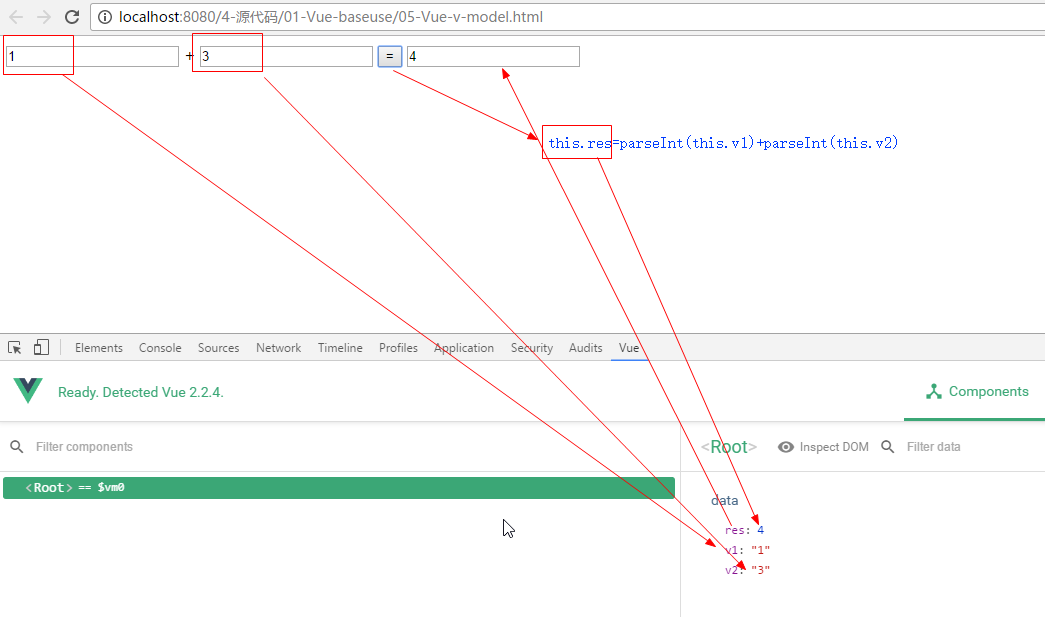 localhost:8080/4-源代码/01-Vue-baseuse/05-Vue-v-model.html
1 + 3 = 4
this.res=parseInt(this.v1)+parseInt(this.v2)
Elements Console Sources Network Timeline Profiles Application Security Audits Vue
Ready. Detected Vue 2.2.4. Components
Filter components <Root> Inspect DOM Filter data
<Root> == $vm0
data
res: 4
v1: "1"
v2: "3"